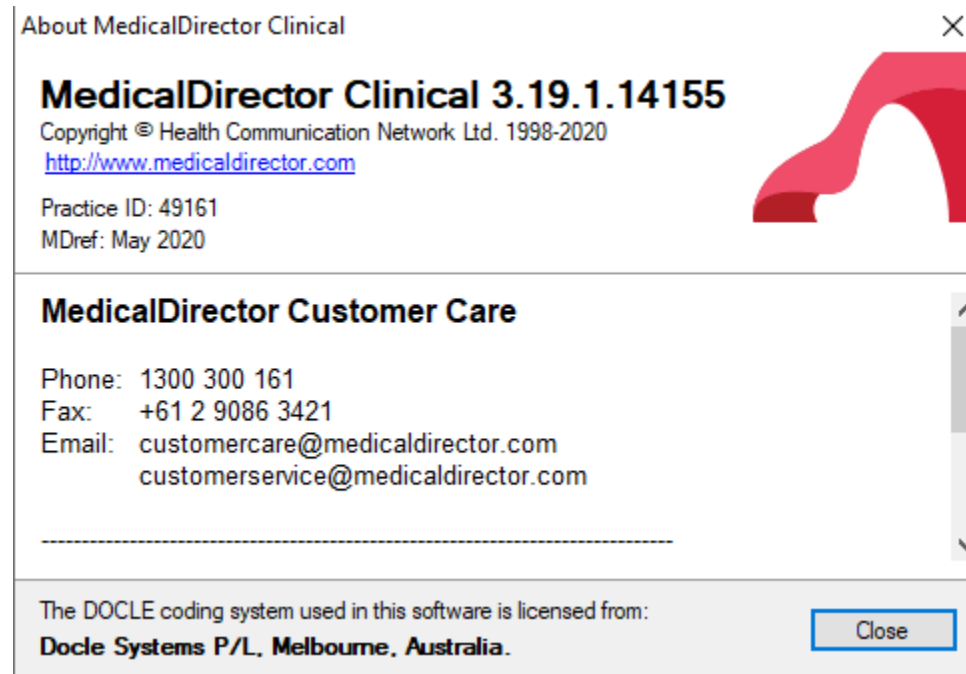 About MedicalDirector Clinical
MedicalDirector Clinical 3.19.1.14155
Copyright © Health Communication Network Ltd. 1998-2020
http://www.medicaldirector.com
Practice ID: 49161
MDref: May 2020
MedicalDirector Customer Care
Phone: 1300 300 161
Fax: +61 2 9086 3421
Email: customercare@medicaldirector.com
customerservice@medicaldirector.com
------------------------------------------------------------------------------
The DOCLE coding system used in this software is licensed from:
Docle Systems P/L, Melbourne, Australia.
Close